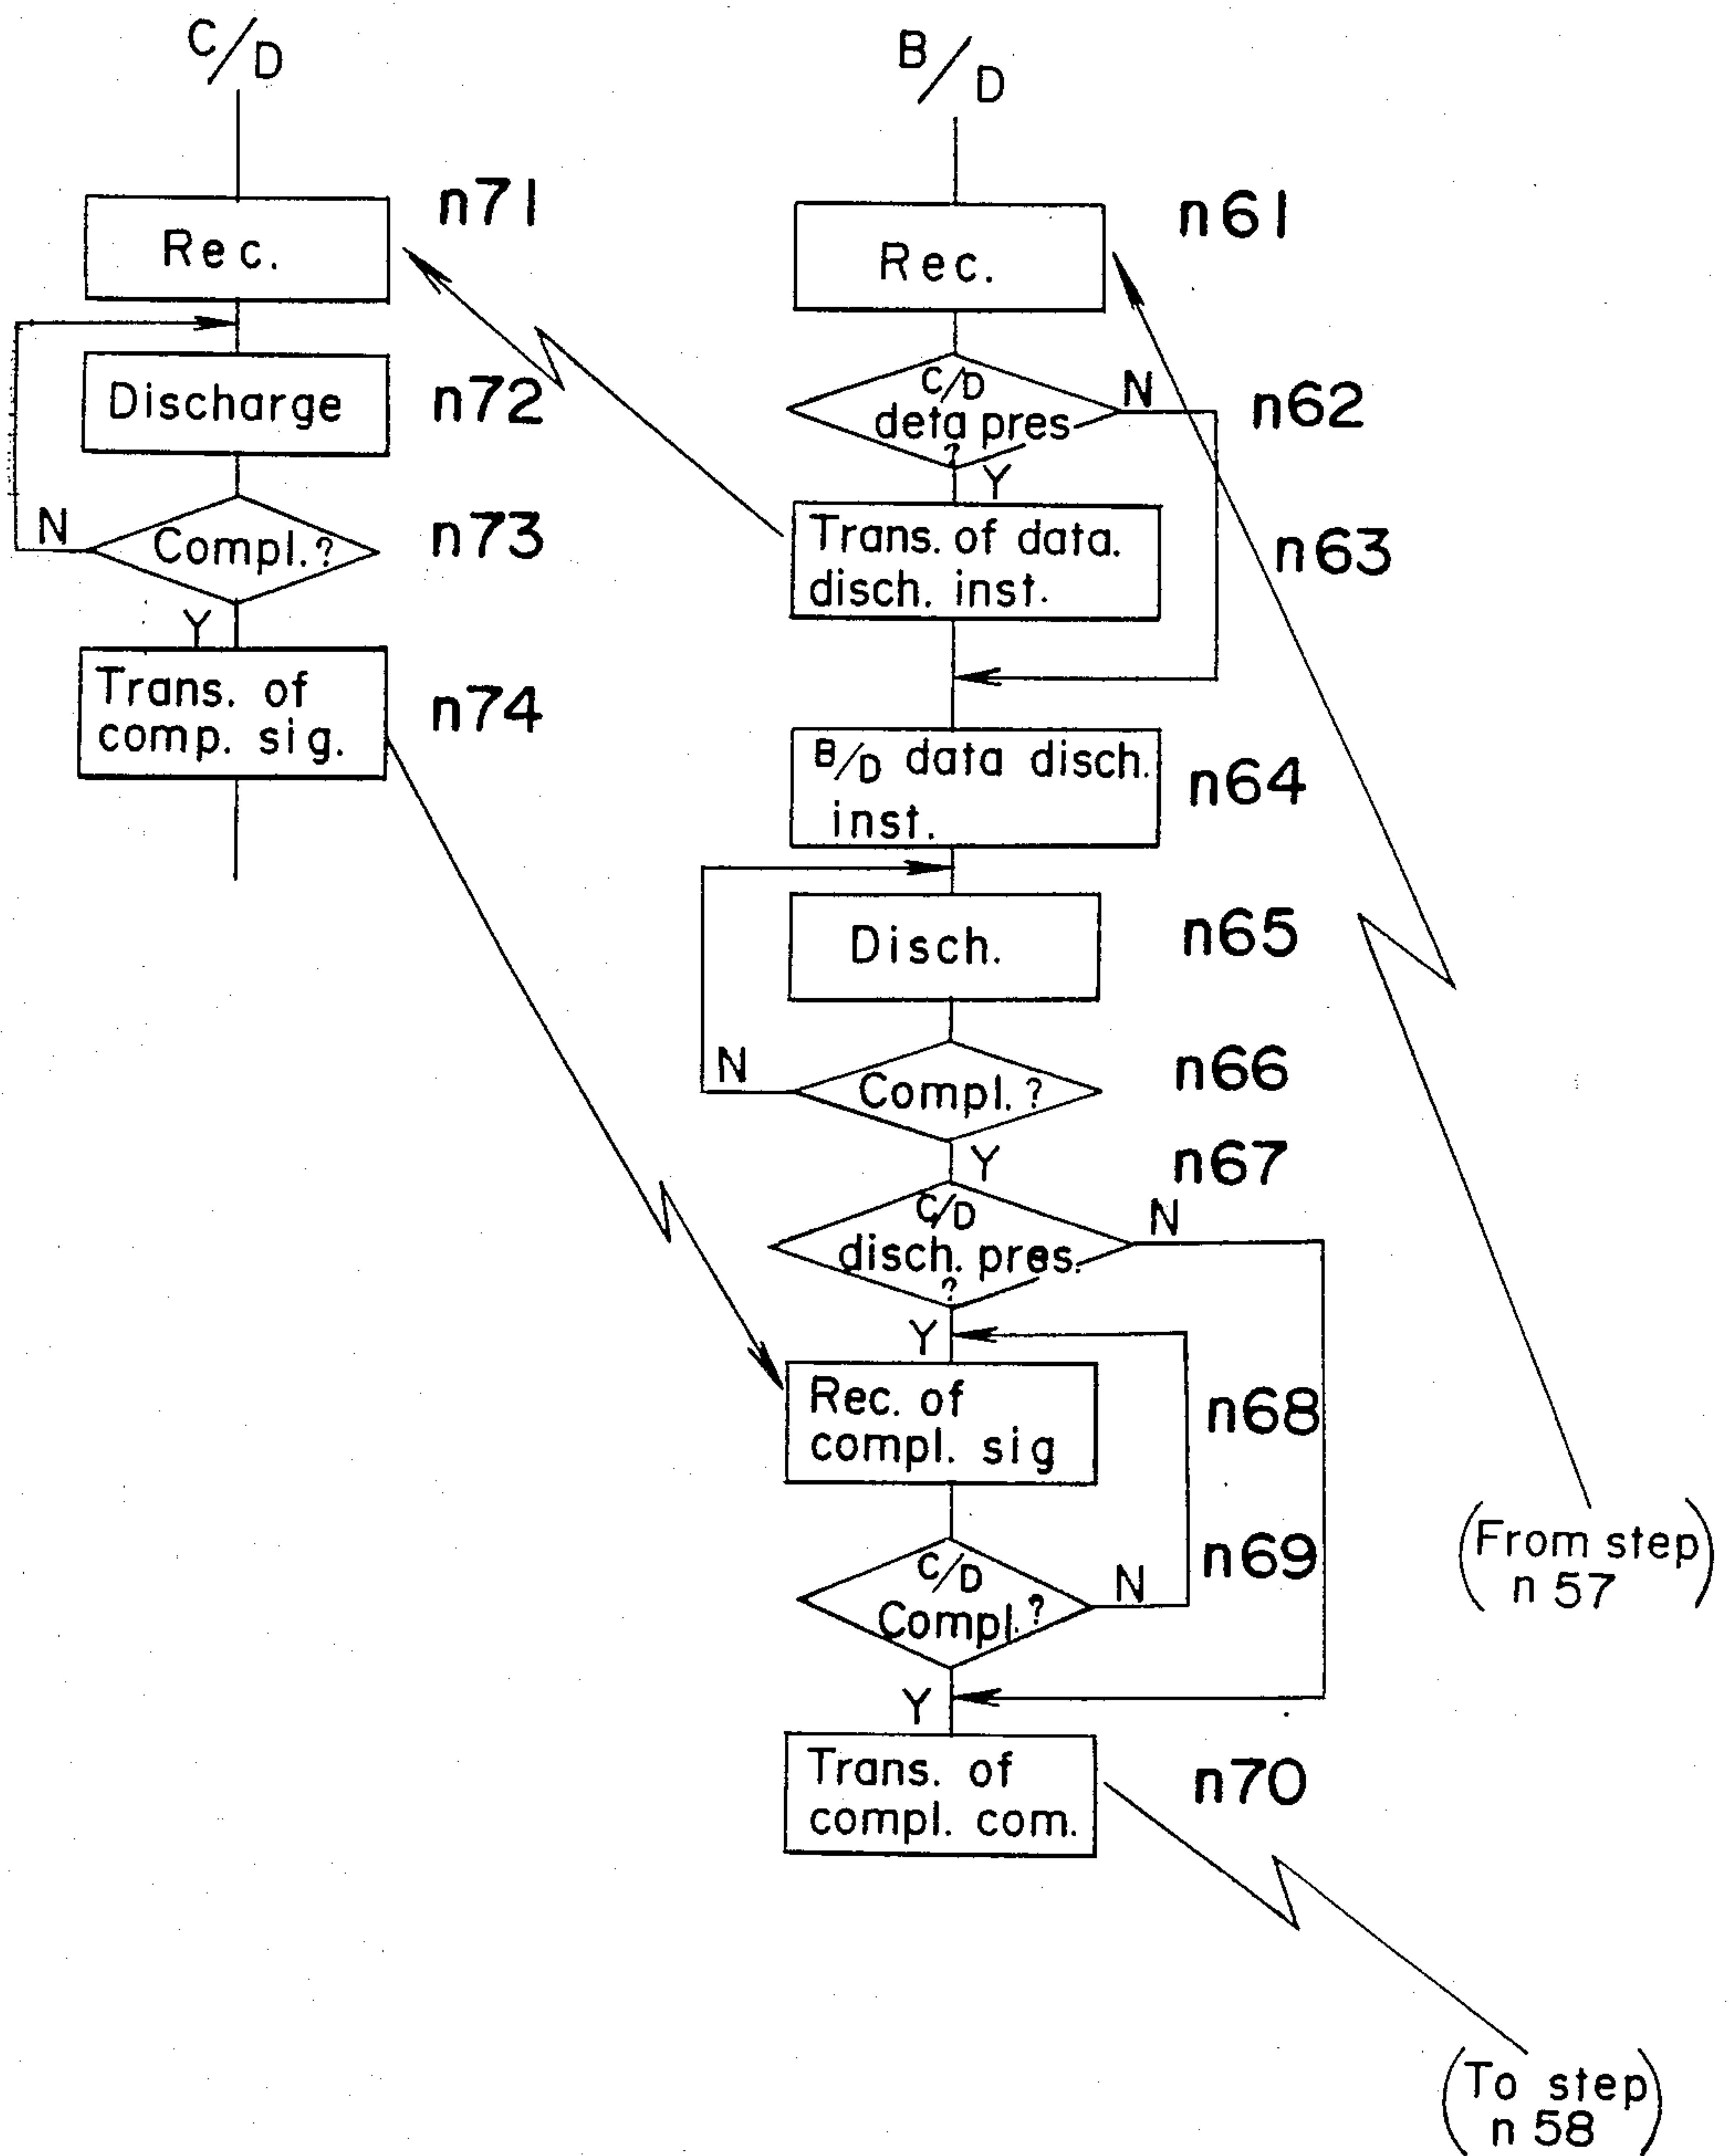 C/D
n71
Rec.
Discharge
n72
N
Compl.?
n73
Y
Trans. of
comp. sig.
n74
B/D
n61
Rec.
C/D
deta pres
?
N
n62
Y
Trans. of data.
disch. inst.
n63
B/D data disch.
inst.
n64
Disch.
n65
N
Compl.?
n66
Y
n67
C/D
disch. pres.
?
N
Y
Rec. of
compl. sig
n68
C/D
Compl.?
N
n69
Y
Trans. of
compl. com.
n70
(From step
n 57)
(To step
n 58)